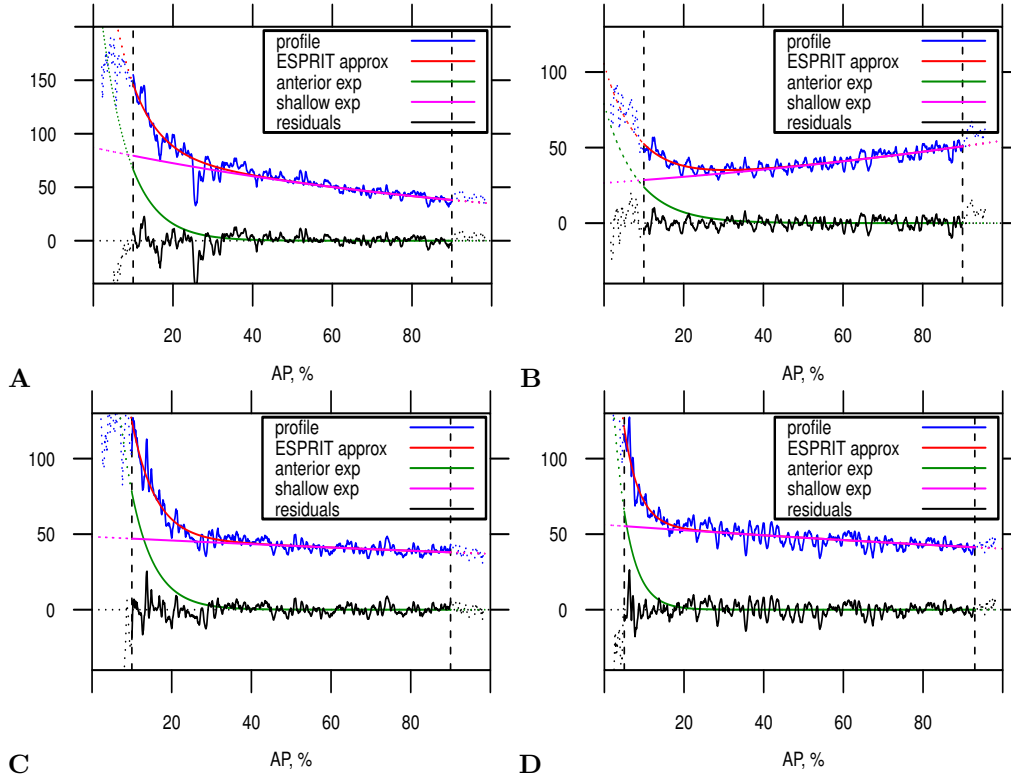 profile
ESPRIT approx
anterior exp
shallow exp
residuals
150
100
50
0
20 40 60 80
AP, %
A
profile
ESPRIT approx
anterior exp
shallow exp
residuals
100
50
0
20 40 60 80
AP, %
B
profile
ESPRIT approx
anterior exp
shallow exp
residuals
100
50
0
20 40 60 80
AP, %
C
profile
ESPRIT approx
anterior exp
shallow exp
residuals
100
50
0
20 40 60 80
AP, %
D